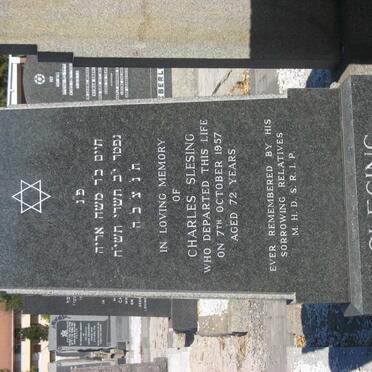 פ נ
חיים בר משה אריה
נפטר יב תשרי תשי״ח
ת נ צ ב ה
IN LOVING MEMORY
OF
CHARLES SLESING
WHO DEPARTED THIS LIFE
ON 7TH OCTOBER 1957
AGED 72 YEARS
EVER REMEMBERED BY HIS
SORROWING RELATIVES
M.H.D.S.R.I.P.
SLESING